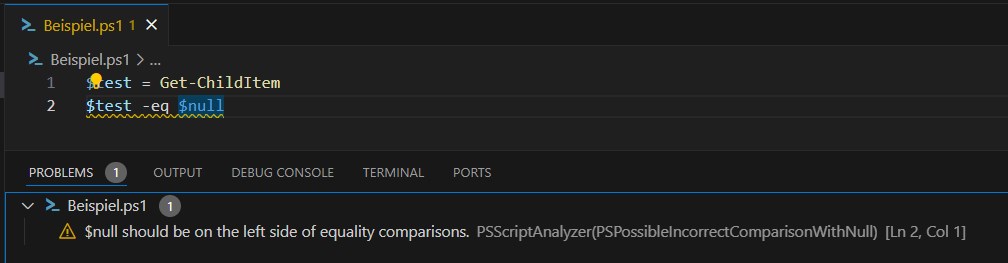 Beispiel.ps1 1
Beispiel.ps1 > ...
1 $test = Get-ChildItem
2 $test -eq $null
PROBLEMS 1 OUTPUT DEBUG CONSOLE TERMINAL PORTS
Beispiel.ps1 1
$null should be on the left side of equality comparisons. PSScriptAnalyzer(PSPossibleIncorrectComparisonWithNull) [Ln 2, Col 1]